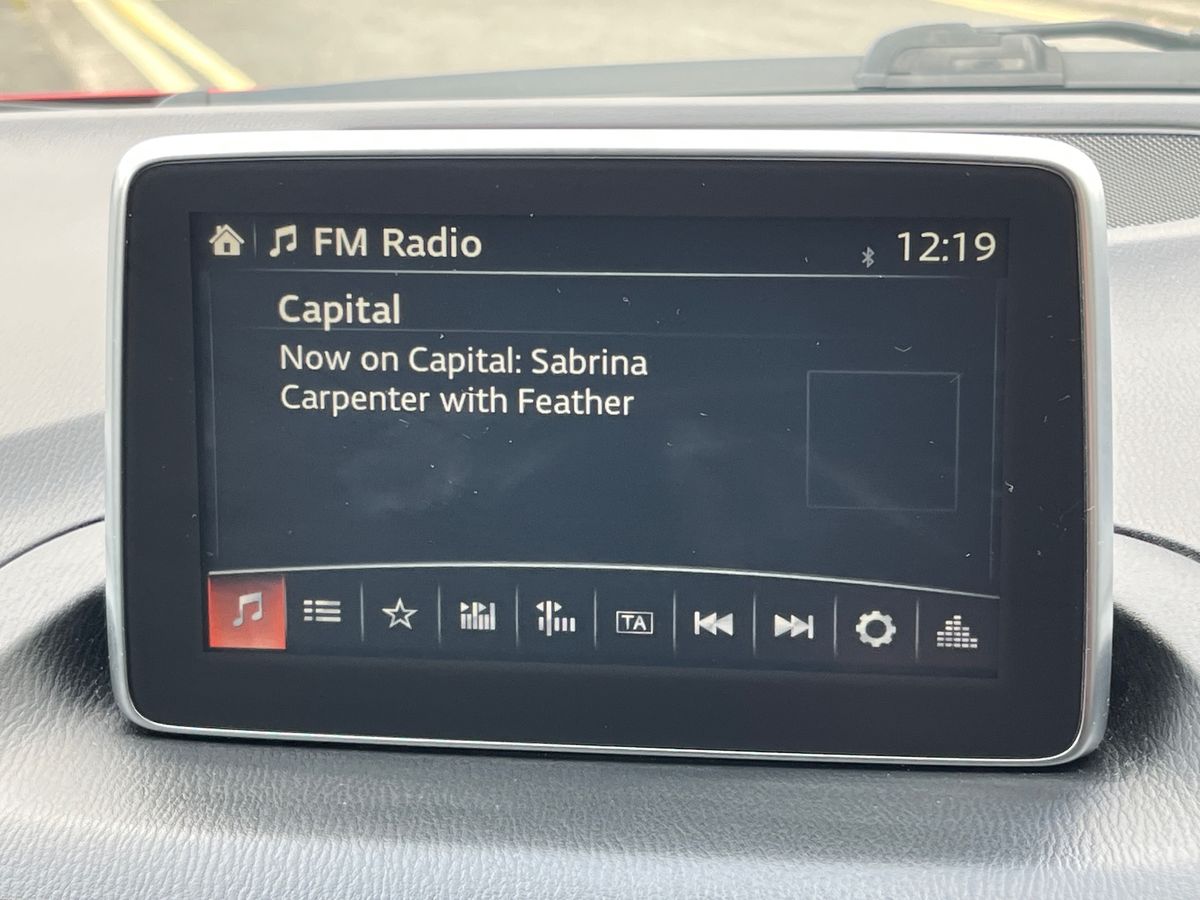 FM Radio
12:19
Capital
Now on Capital: Sabrina
Carpenter with Feather
TA